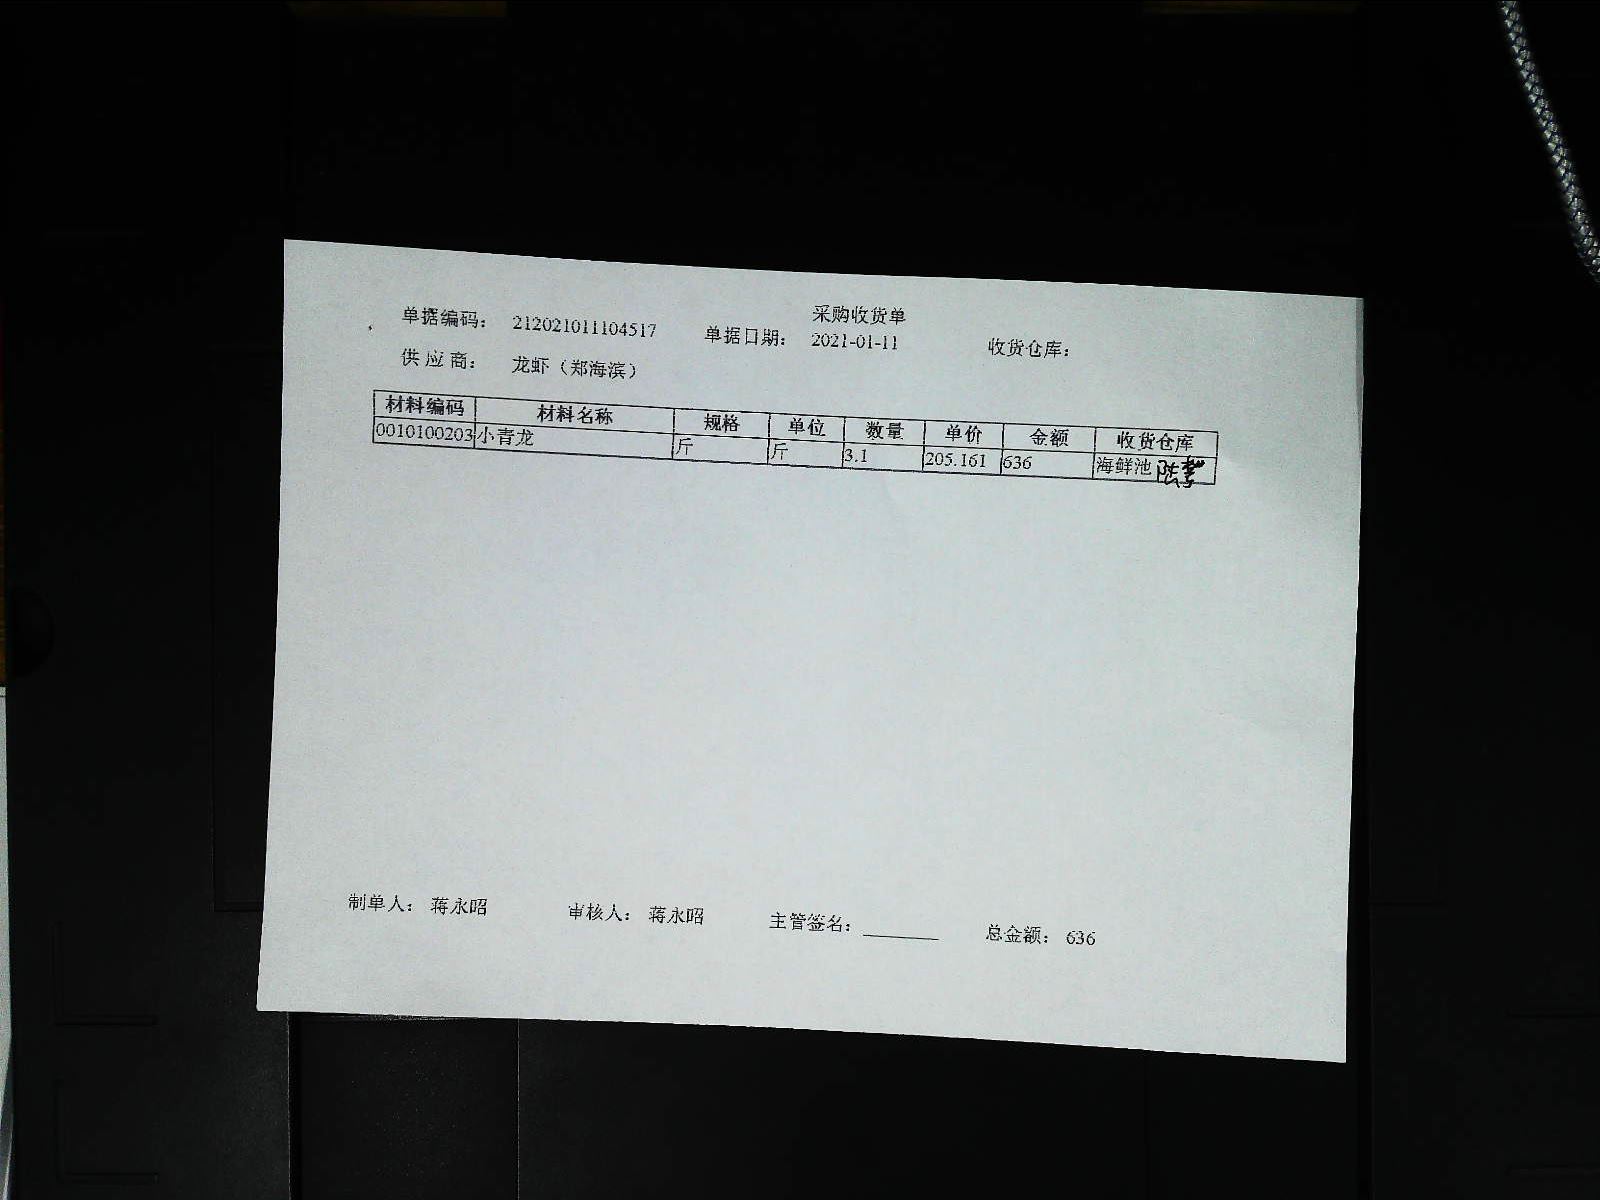 采购收货单
单据编码： 212021011104517 单据日期： 2021-01-11 收货仓库：
供应商： 龙虾（郑海滨）
材料编码 材料名称 规格 单位 数量 单价 金额 收货仓库
0010100203 小青龙 斤 斤 3.1 205.161 636 海鲜池
制单人： 蒋永昭 审核人： 蒋永昭 主管签名： 总金额： 636